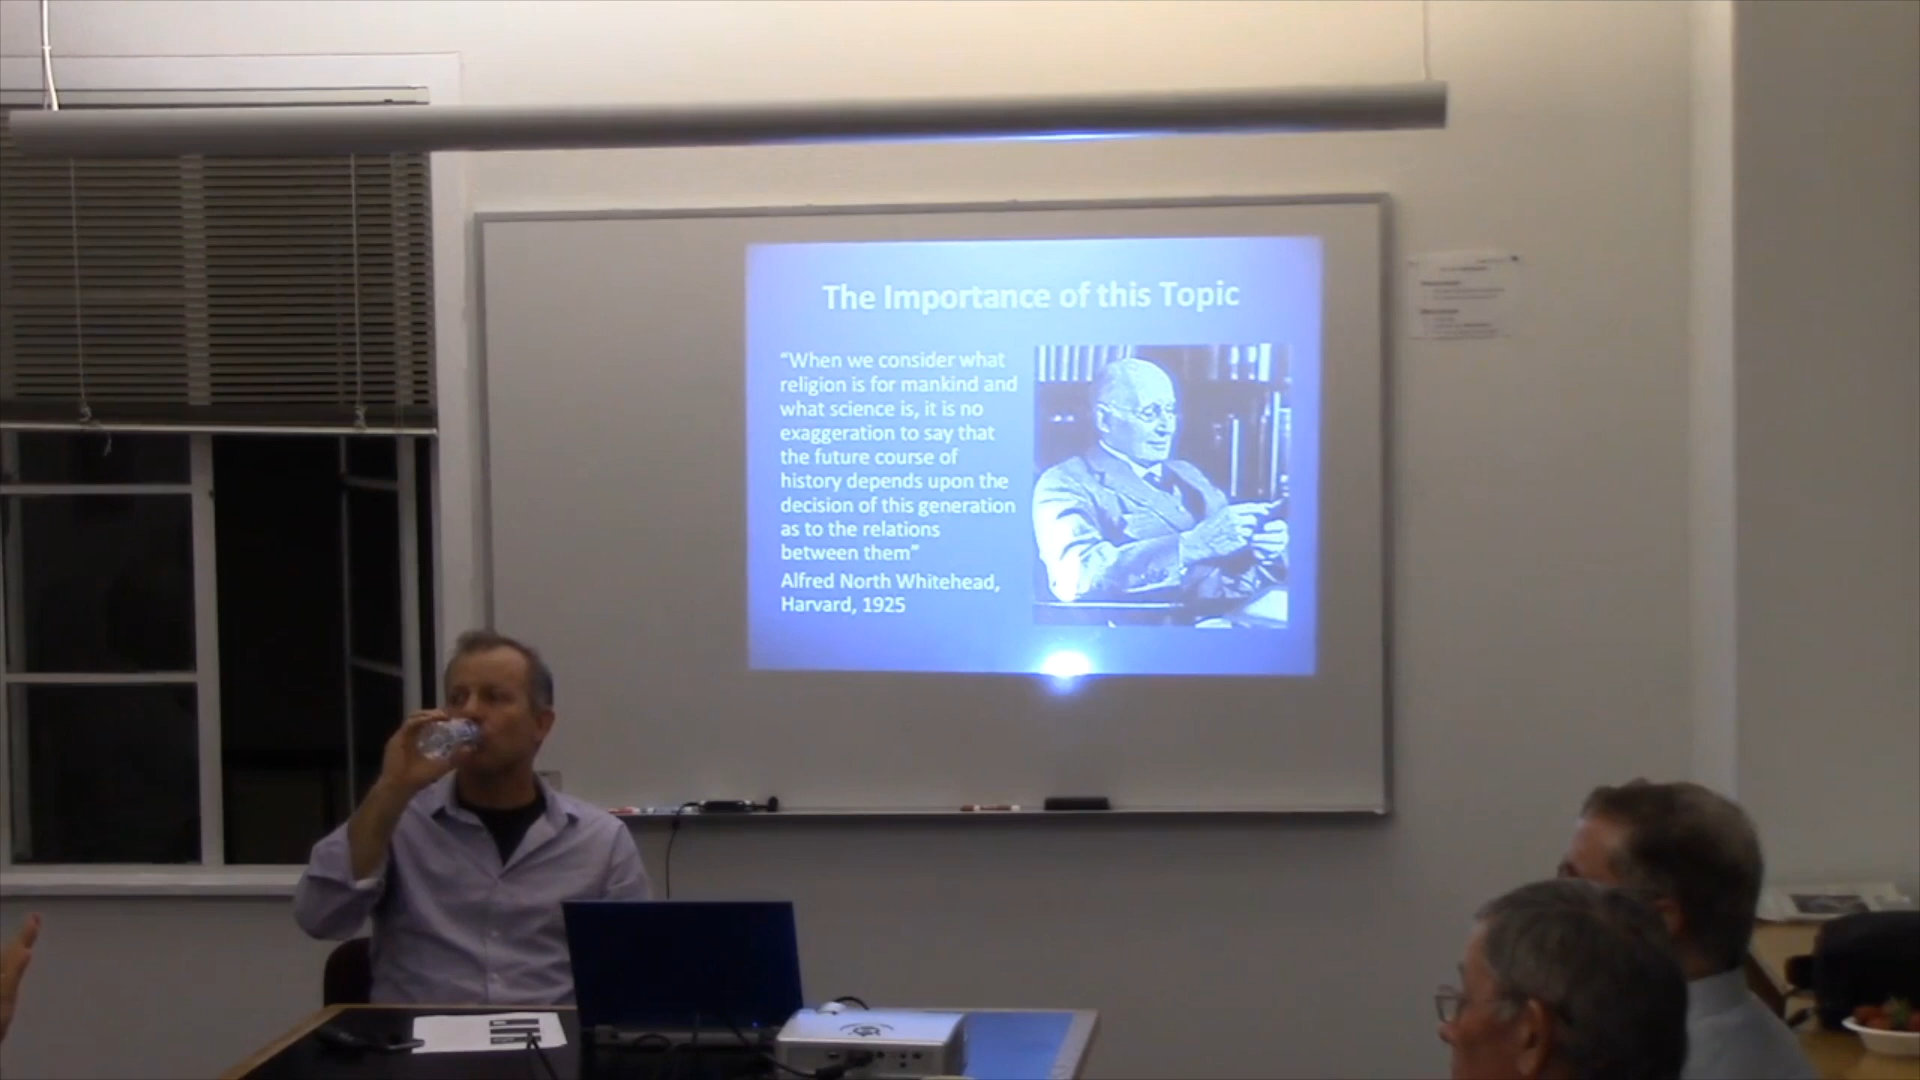 The Importance of this Topic
“When we consider what
religion is for mankind and
what science is, it is no
exaggeration to say that
the future course of
history depends upon the
decision of this generation
as to the relations
between them”
Alfred North Whitehead,
Harvard, 1925